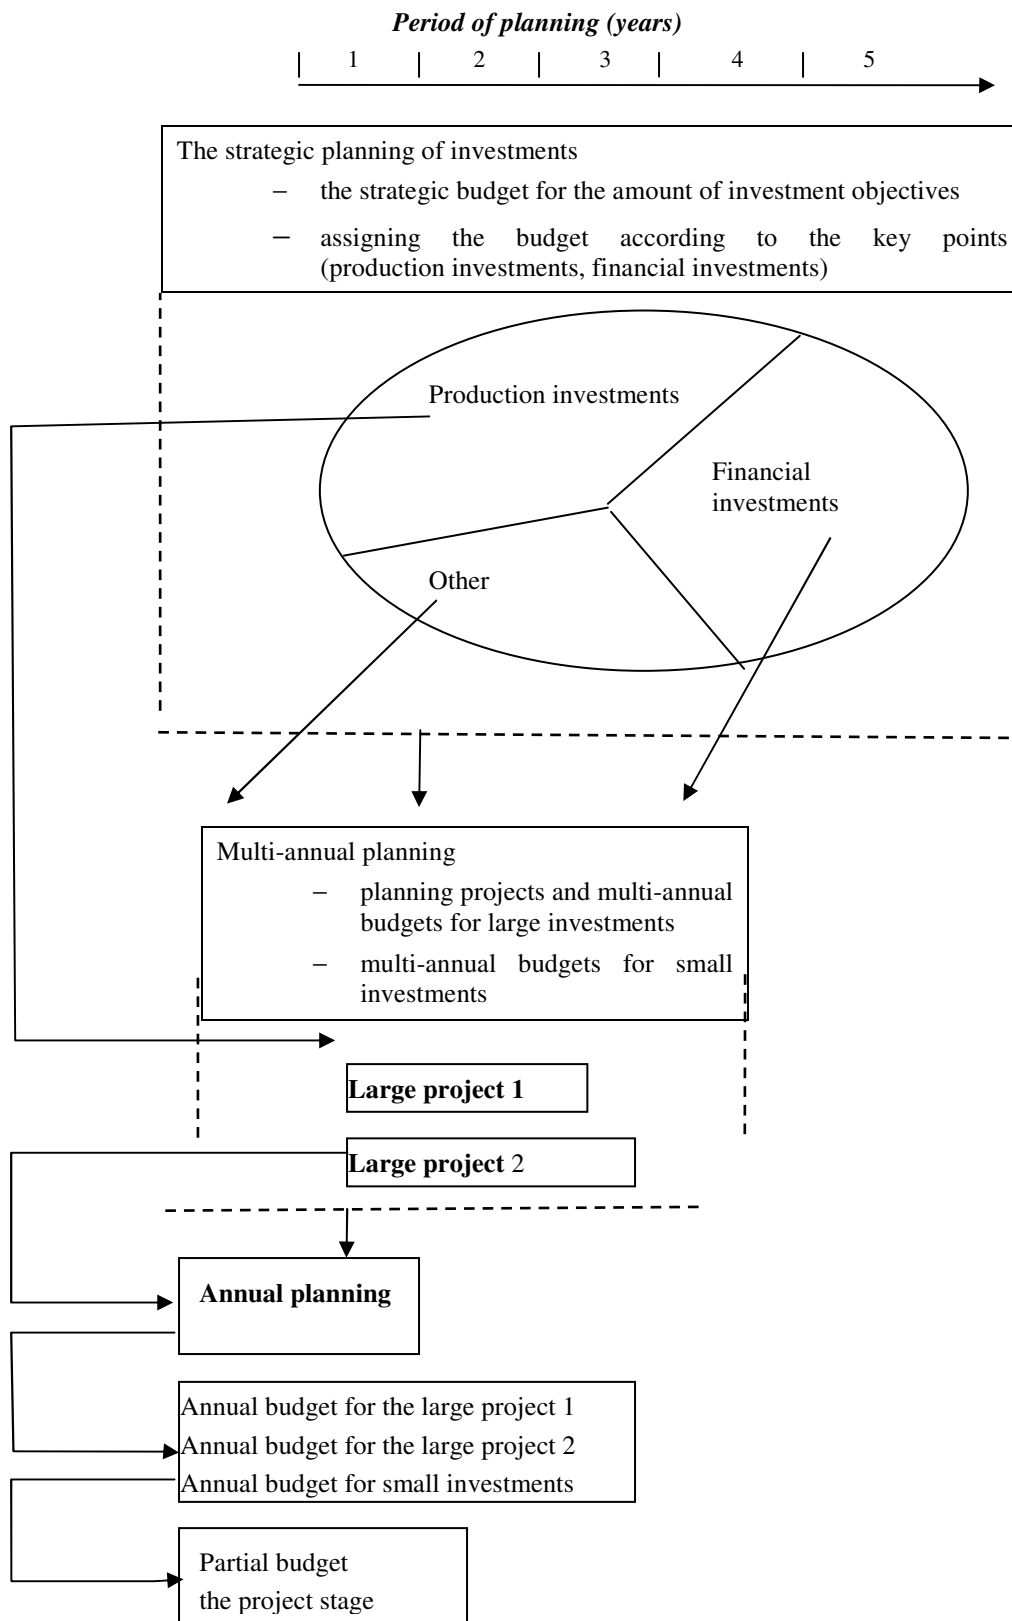 Period of planning (years)
1 2 3 4 5
The strategic planning of investments
– the strategic budget for the amount of investment objectives
– assigning the budget according to the key points
(production investments, financial investments)
Production investments
Financial
investments
Other
Multi-annual planning
– planning projects and multi-annual
budgets for large investments
– multi-annual budgets for small
investments
Large project 1
Large project 2
Annual planning
Annual budget for the large project 1
Annual budget for the large project 2
Annual budget for small investments
Partial budget
the project stage